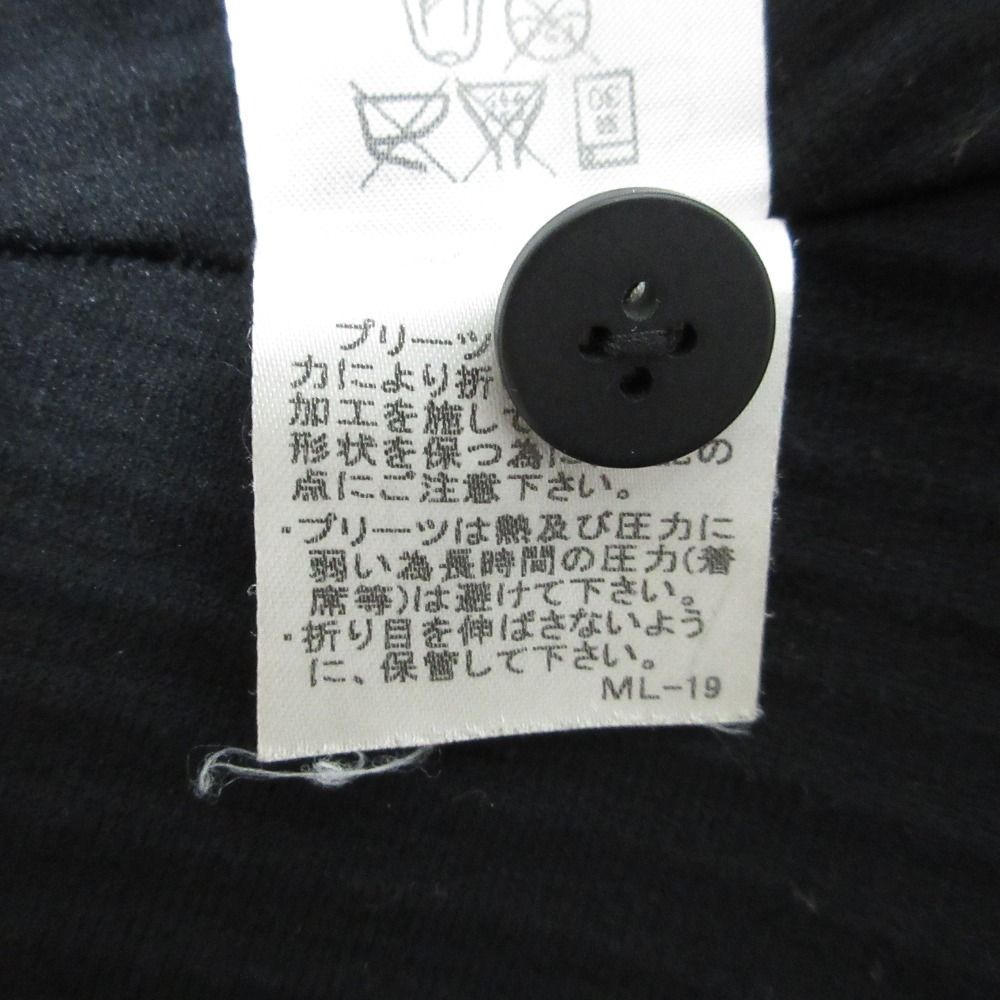 プリーツ
力により折
加工を施して
形状を保つ為に の
点にご注意下さい。
・プリーツは熱及び圧力に
弱い為長時間の圧力(着
席等)は避けて下さい。
・折り目を伸ばさないよう
に、保管して下さい。
ML-19